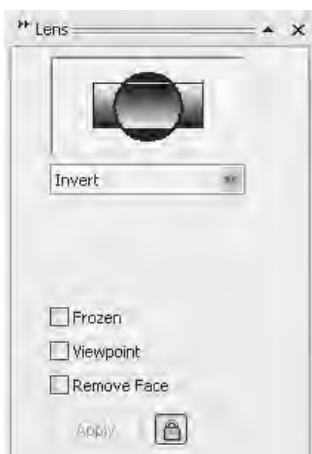 Lens
Invert
Frozen
Viewpoint
Remove Face
Apply